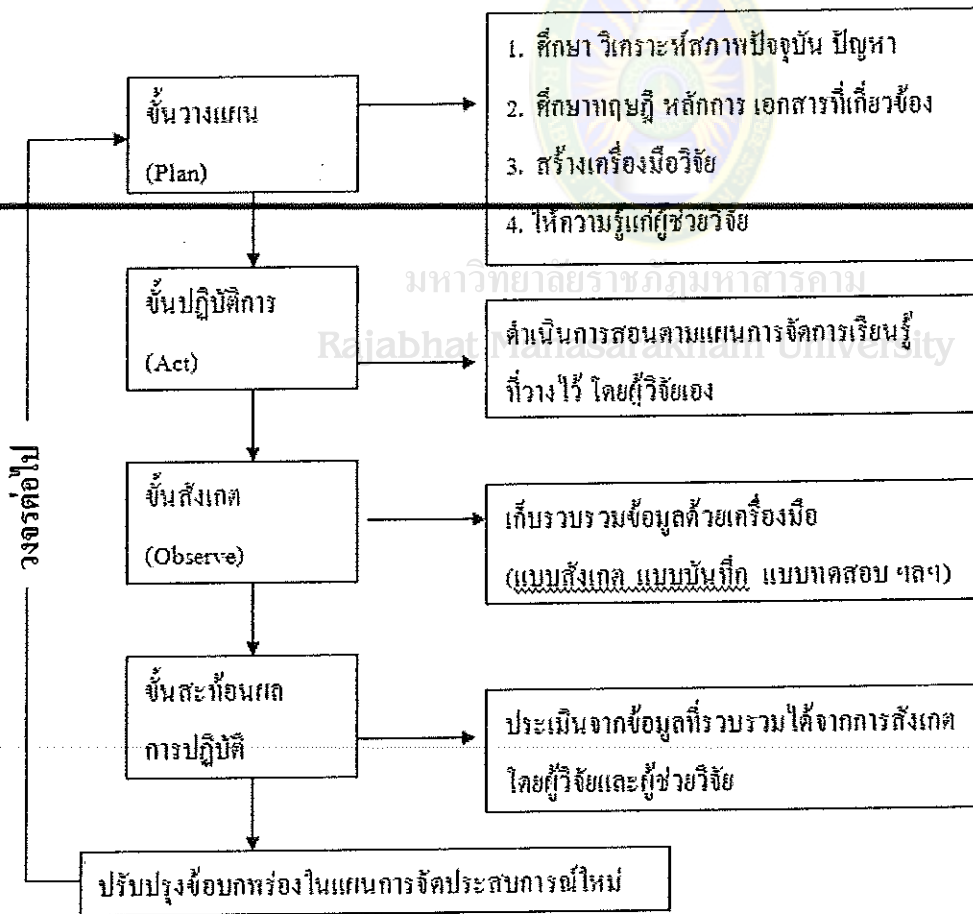 ขั้นวางแผน
(Plan)
1. ศึกษา วิเคราะห์สภาพปัจจุบัน ปัญหา
2. ศึกษาทฤษฎี หลักการ เอกสารที่เกี่ยวข้อง
3. สร้างเครื่องมือวิจัย
4. ให้ความรู้แก่ผู้ช่วยวิจัย
มหาวิทยาลัยราชภัฏมหาสารคาม
Rajabhat Mahasarakham University
ขั้นปฏิบัติการ
(Act)
ดำเนินการสอนตามแผนการจัดการเรียนรู้
ที่วางไว้ โดยผู้วิจัยเอง
วงจรต่อไป
ขั้นสังเกต
(Observe)
เก็บรวบรวมข้อมูลด้วยเครื่องมือ
(แบบสังเกต แบบบันทึก แบบทดสอบ ฯลฯ)
ขั้นสะท้อนผล
การปฏิบัติ
ประเมินจากข้อมูลที่รวบรวมได้จากการสังเกต
โดยผู้วิจัยและผู้ช่วยวิจัย
ปรับปรุงข้อบกพร่องในแผนการจัดประสบการณ์ใหม่